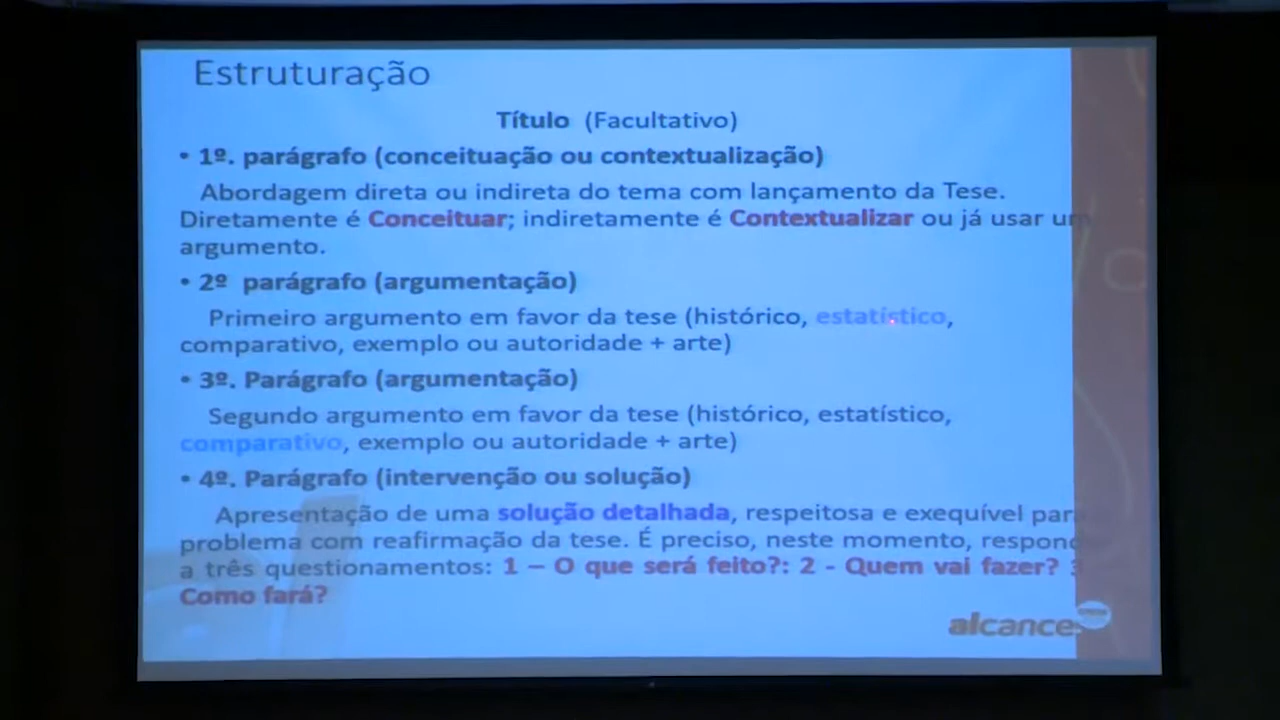 Estruturação
Título (Facultativo)
• 1º. parágrafo (conceituação ou contextualização)
Abordagem direta ou indireta do tema com lançamento da Tese.
Diretamente é Conceituar; indiretamente é Contextualizar ou já usar um
argumento.
• 2º parágrafo (argumentação)
Primeiro argumento em favor da tese (histórico, estatístico,
comparativo, exemplo ou autoridade + arte)
• 3º. Parágrafo (argumentação)
Segundo argumento em favor da tese (histórico, estatístico,
comparativo, exemplo ou autoridade + arte)
• 4º. Parágrafo (intervenção ou solução)
Apresentação de uma solução detalhada, respeitosa e exequível
problema com reafirmação da tese. É preciso, neste momento,
a três questionamentos: 1 – O que será feito?: 2 - Quem vai fazer?
Como fará?
alcance